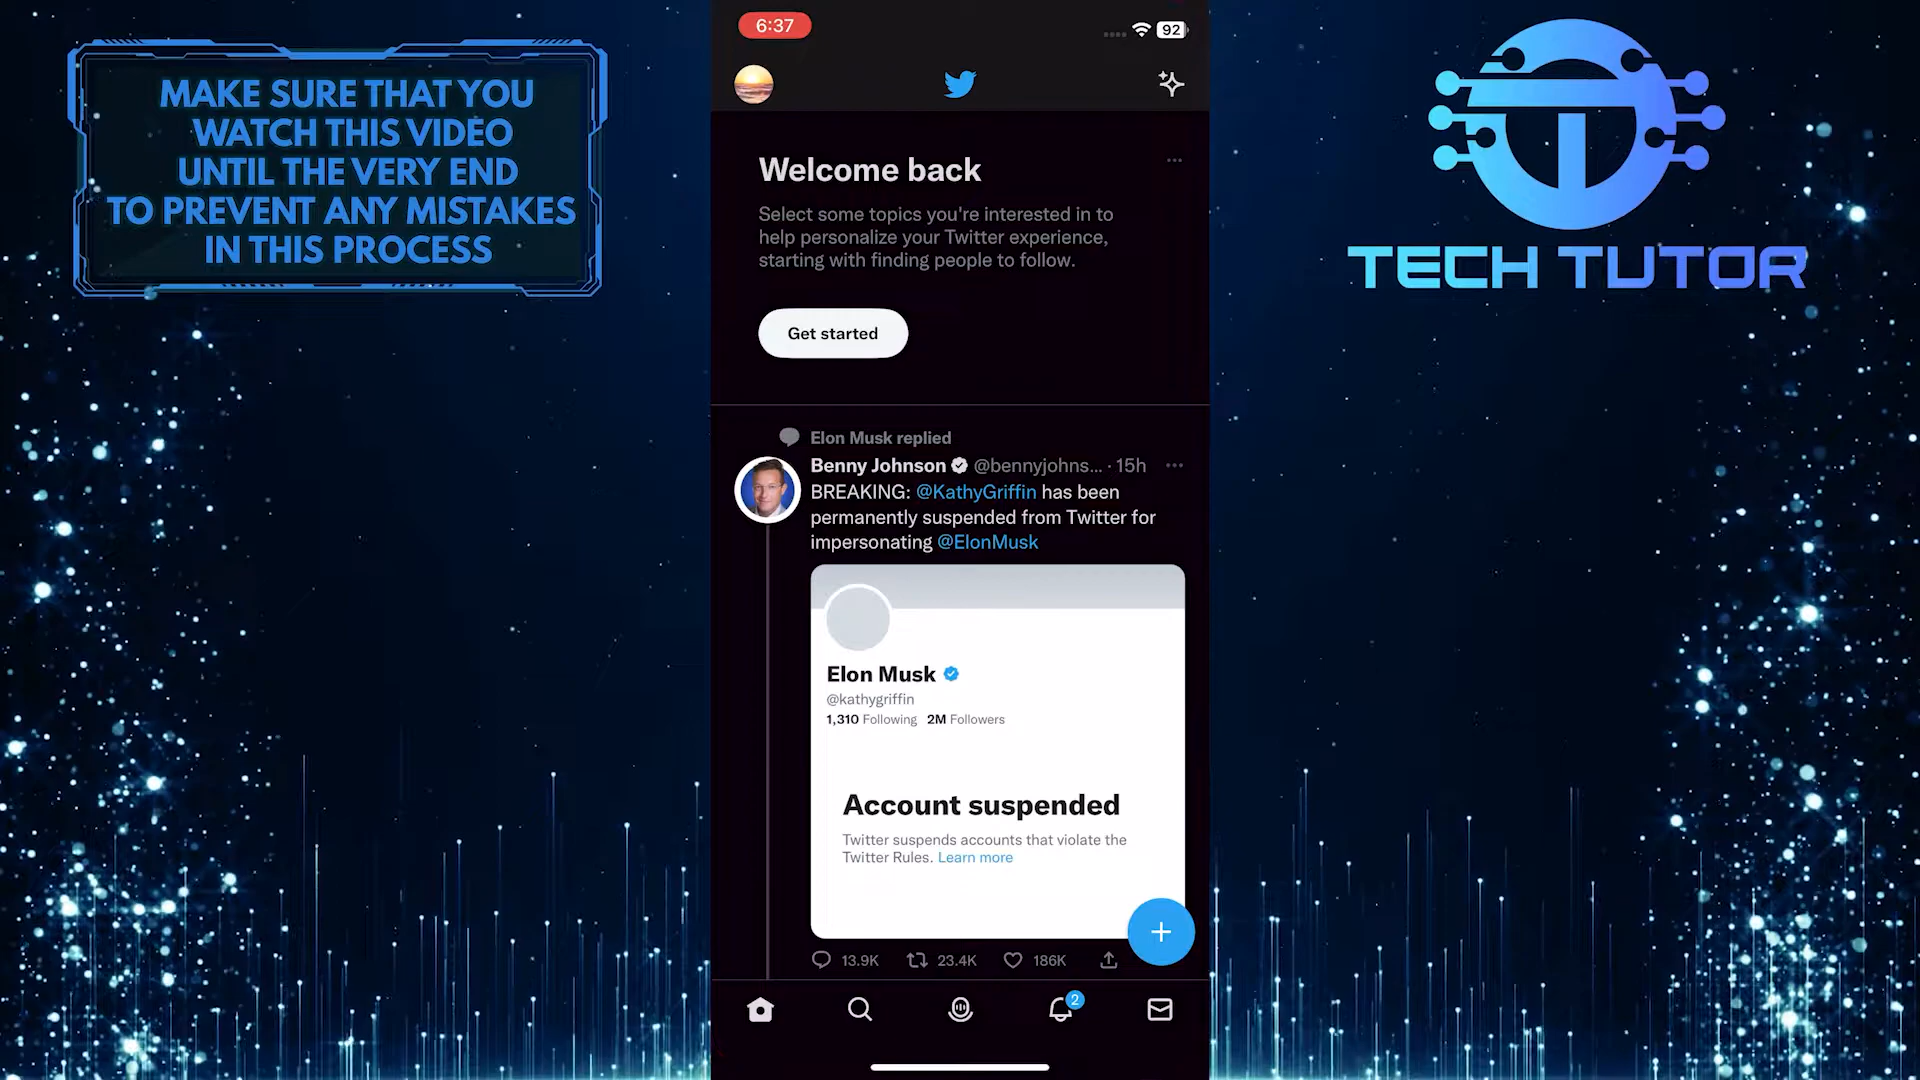 MAKE SURE THAT YOU
WATCH THIS VIDEO
UNTIL THE VERY END
TO PREVENT ANY MISTAKES
IN THIS PROCESS
6:37
92
Welcome back
Select some topics you're interested in to
help personalize your Twitter experience,
starting with finding people to follow.
Get started
Elon Musk replied
Benny Johnson @bennyjohns... · 15h
BREAKING: @KathyGriffin has been
permanently suspended from Twitter for
impersonating @ElonMusk
Elon Musk
@kathygriffin
1,310 Following 2M Followers
Account suspended
Twitter suspends accounts that violate the
Twitter Rules. Learn more
13.9K 23.4K 186K
2
TECH TUTOR